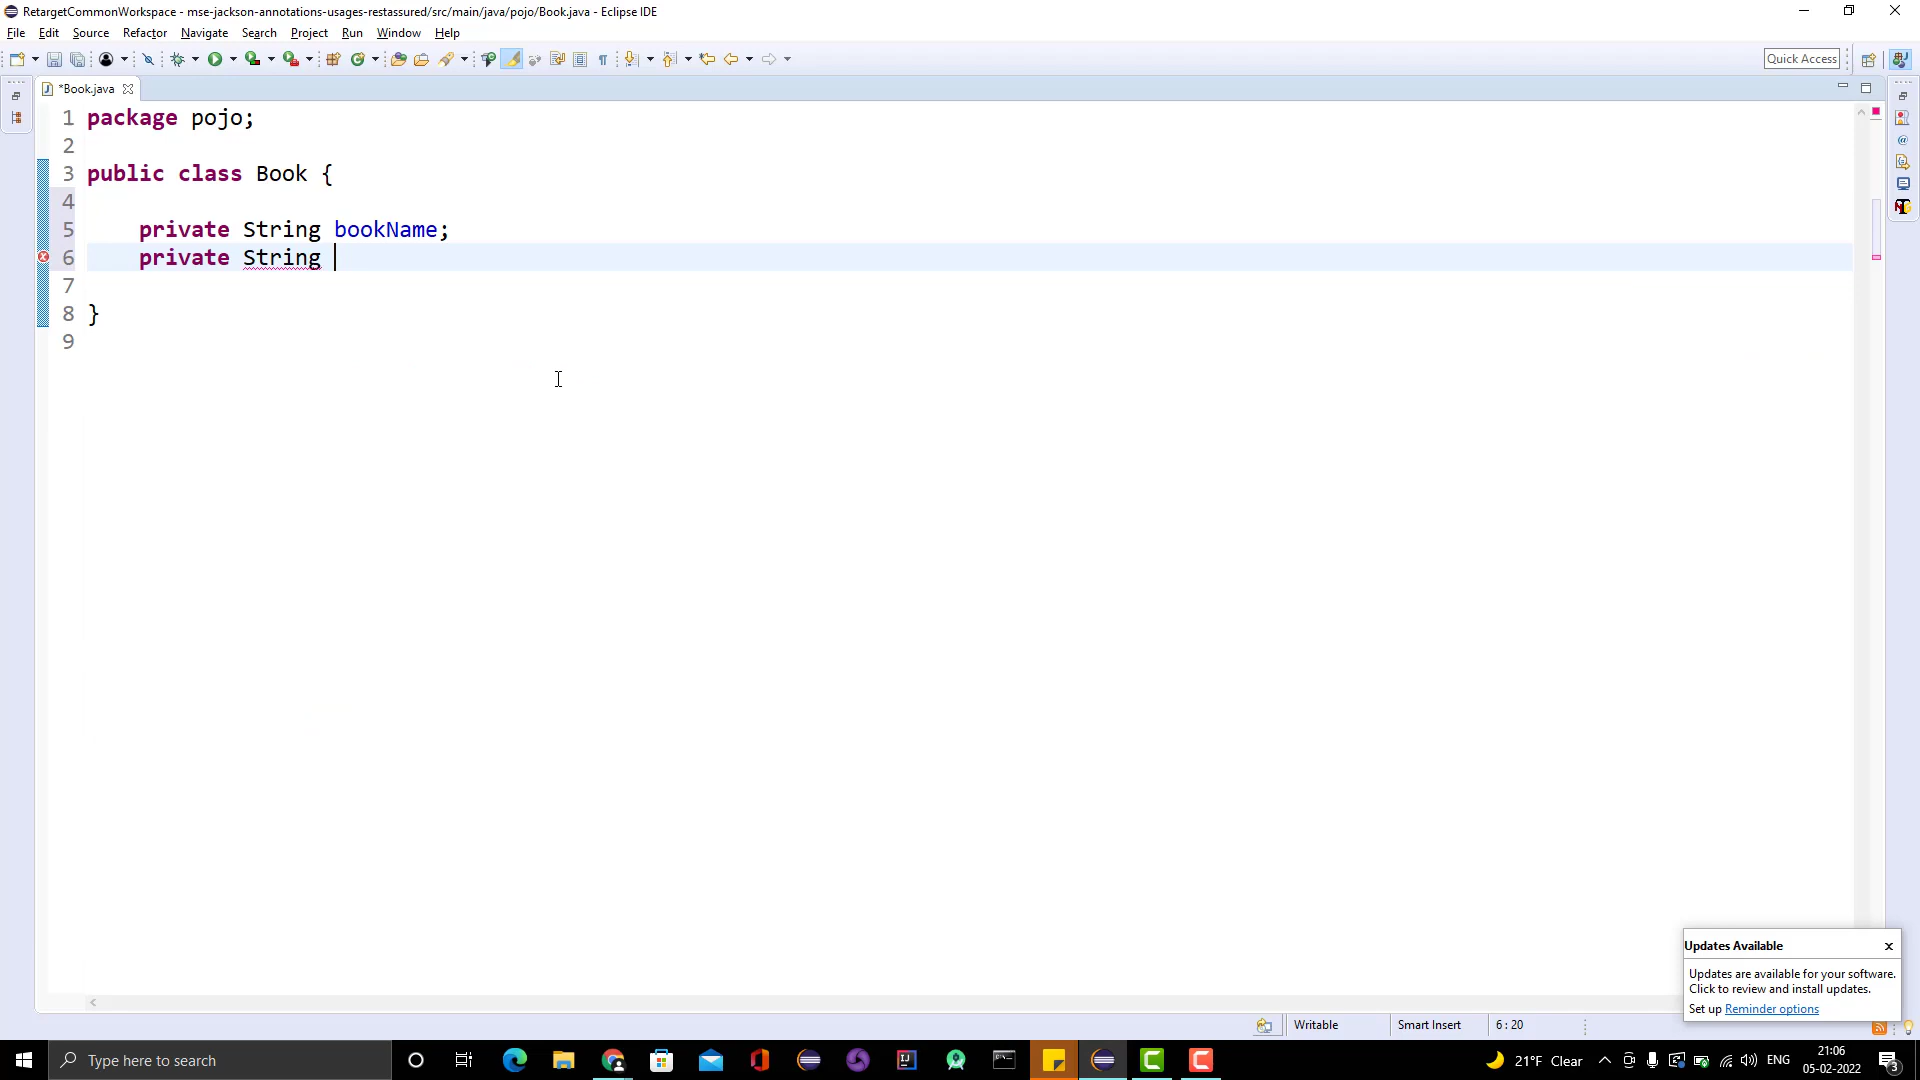 RetargetCommonWorkspace - mse-jackson-annotations-usages-restassured/src/main/java/pojo/Book.java - Eclipse IDE
File Edit Source Refactor Navigate Search Project Run Window Help
Quick Access
*Book.java
1 package pojo;
2
3 public class Book {
4
5 private String bookName;
6 private String
7
8 }
9
Updates Available
Updates are available for your software.
Click to review and install updates.
Set up Reminder options
Writable Smart Insert 6 : 20
Type here to search
21°F Clear
ENG
21:06
05-02-2022
3